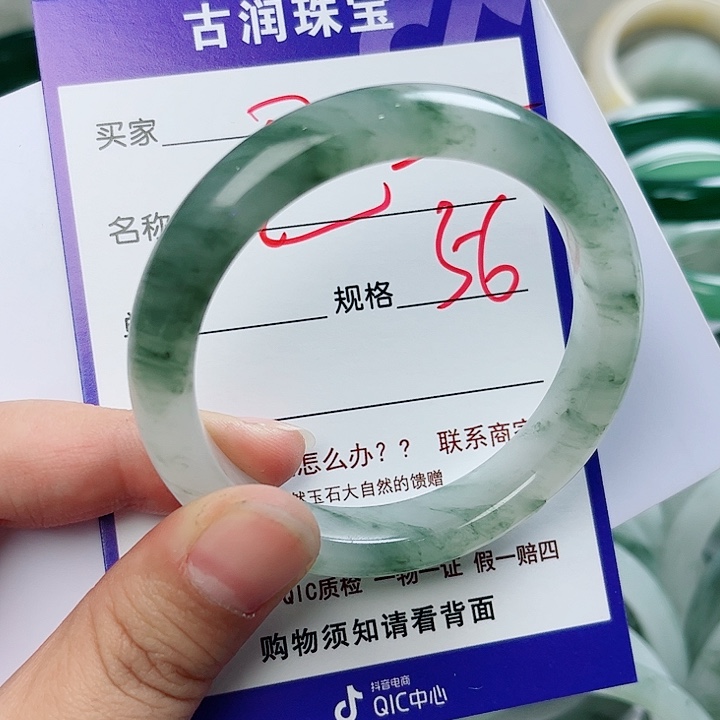 古润珠宝
买家
名称
规格 56
怎么办？？ 联系商家
然玉石大自然的馈赠
QIC质检 一物一证 假一赔四
购物须知请看背面
抖音电商
QIC中心